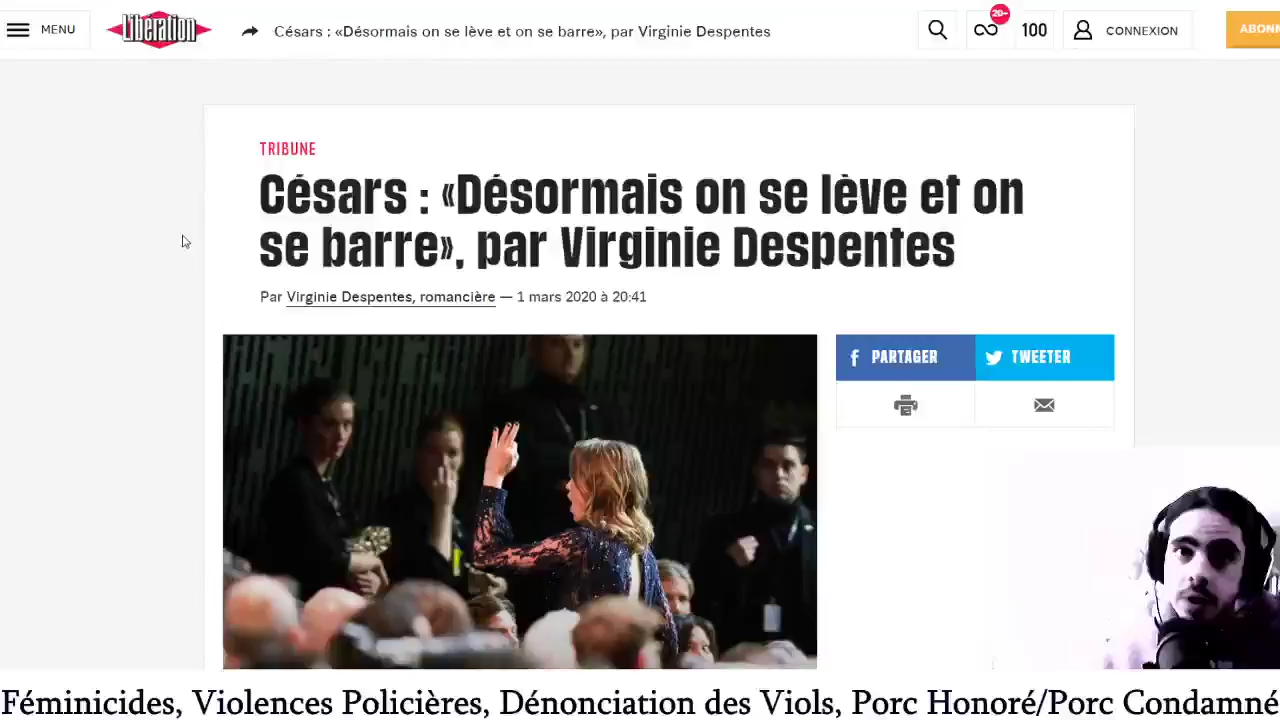 MENU
Libération
Césars : «Désormais on se lève et on se barre», par Virginie Despentes
20+
100
CONNEXION
ABONN
TRIBUNE
Césars : «Désormais on se lève et on
se barre», par Virginie Despentes
Par Virginie Despentes, romancière — 1 mars 2020 à 20:41
PARTAGER
TWEETER
Féminicides, Violences Policières, Dénonciation des Viols, Porc Honoré/Porc Condamné